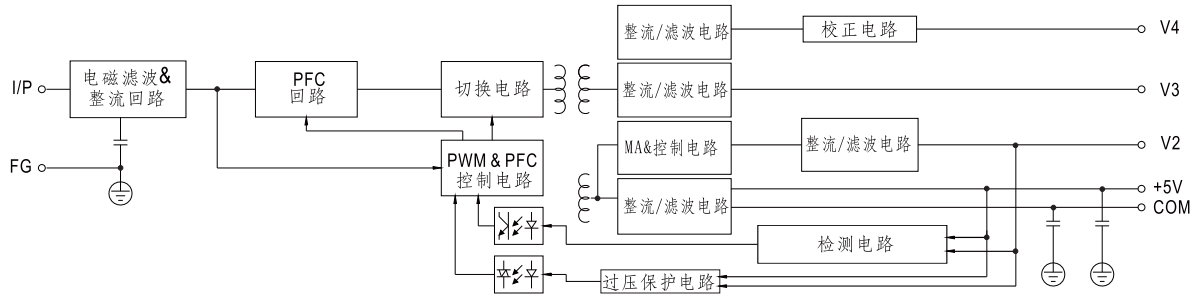 整流/滤波电路
校正电路
V4
I/P
电磁滤波&
整流回路
PFC
回路
切换电路
整流/滤波电路
V3
MA&控制电路
整流/滤波电路
V2
FG
PWM & PFC
控制电路
整流/滤波电路
+5V
COM
检测电路
过压保护电路